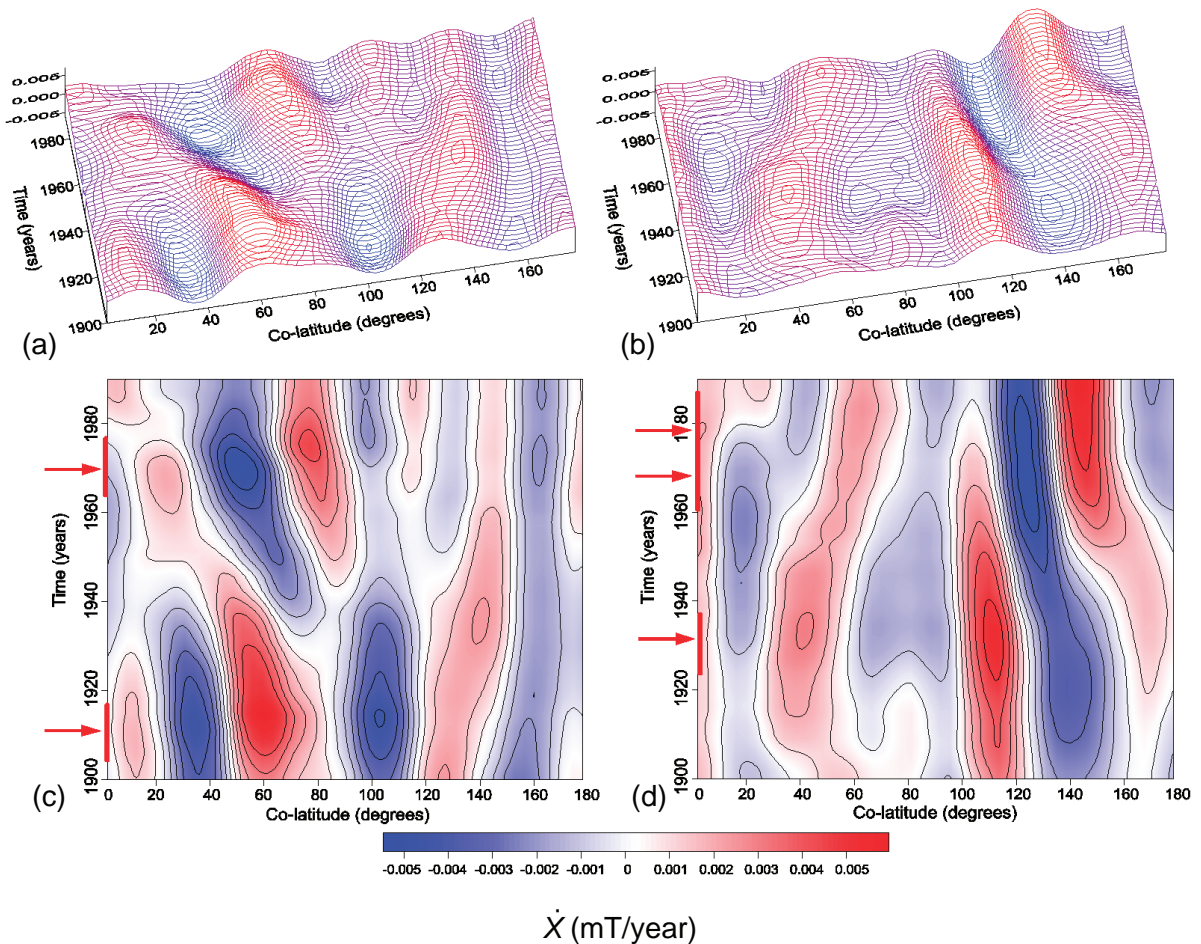 0.005
0.000
-0.005
1980
1960
1940
1920
1900
Time (years)
20
40
60
80
100
120
140
160
Co-latitude (degrees)
(a)
0.005
0.000
-0.005
1980
1960
1940
1920
1900
Time (years)
20
40
60
80
100
120
140
160
Co-latitude (degrees)
(b)
1980
1960
1940
1920
1900
Time (years)
0 20 40 60 80 100 120 140 160 180
Co-latitude (degrees)
(c)
1980
1960
1940
1920
1900
Time (years)
0 20 40 60 80 100 120 140 160 180
Co-latitude (degrees)
(d)
-0.005 -0.004 -0.003 -0.002 -0.001 0 0.001 0.002 0.003 0.004 0.005
Ẋ (mT/year)